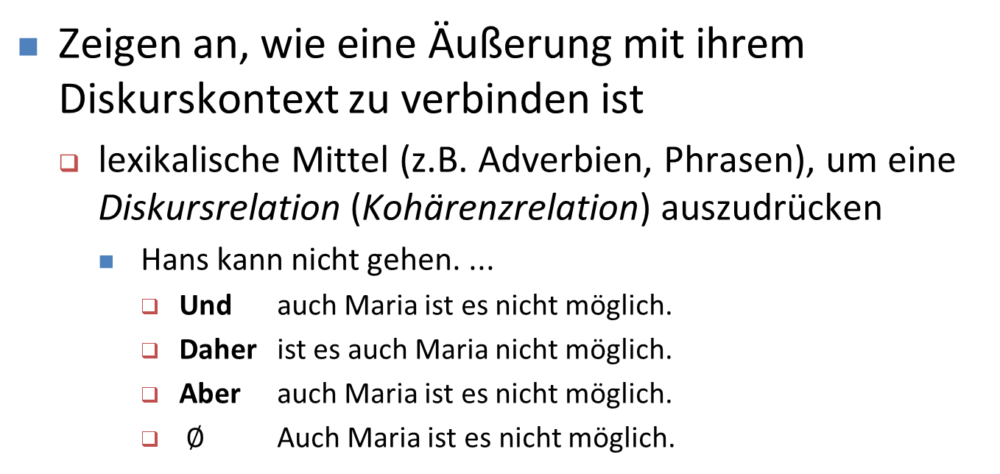 Zeigen an, wie eine Äußerung mit ihrem
Diskurskontext zu verbinden ist
lexikalische Mittel (z.B. Adverbien, Phrasen), um eine
Diskursrelation (Kohärenzrelation) auszudrücken
Hans kann nicht gehen. ...
Und auch Maria ist es nicht möglich.
Daher ist es auch Maria nicht möglich.
Aber auch Maria ist es nicht möglich.
Ø Auch Maria ist es nicht möglich.